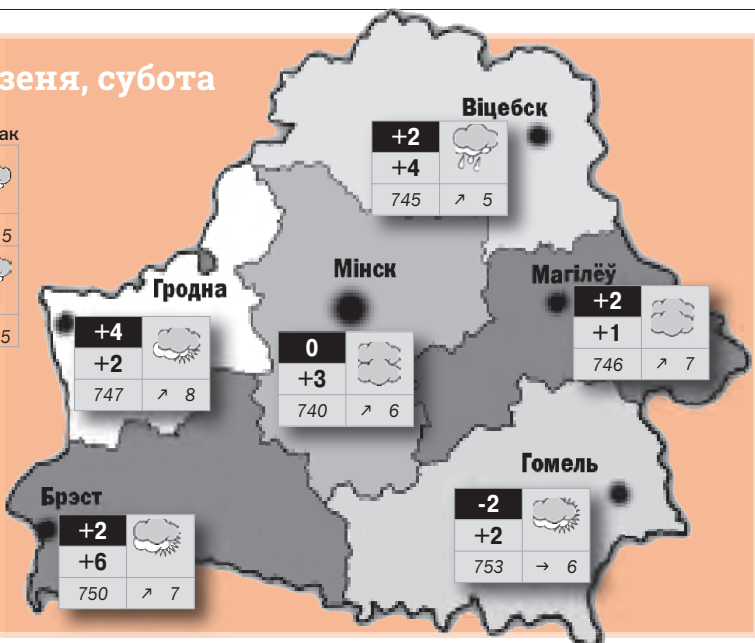 зеня, субота
ак
5
5
Віцебск
+2
+4
745 ↗ 5
Мінск
0
+3
740 ↗ 6
Магілёў
+2
+1
746 ↗ 7
Гродна
+4
+2
747 ↗ 8
Гомель
-2
+2
753 → 6
Брэст
+2
+6
750 ↗ 7